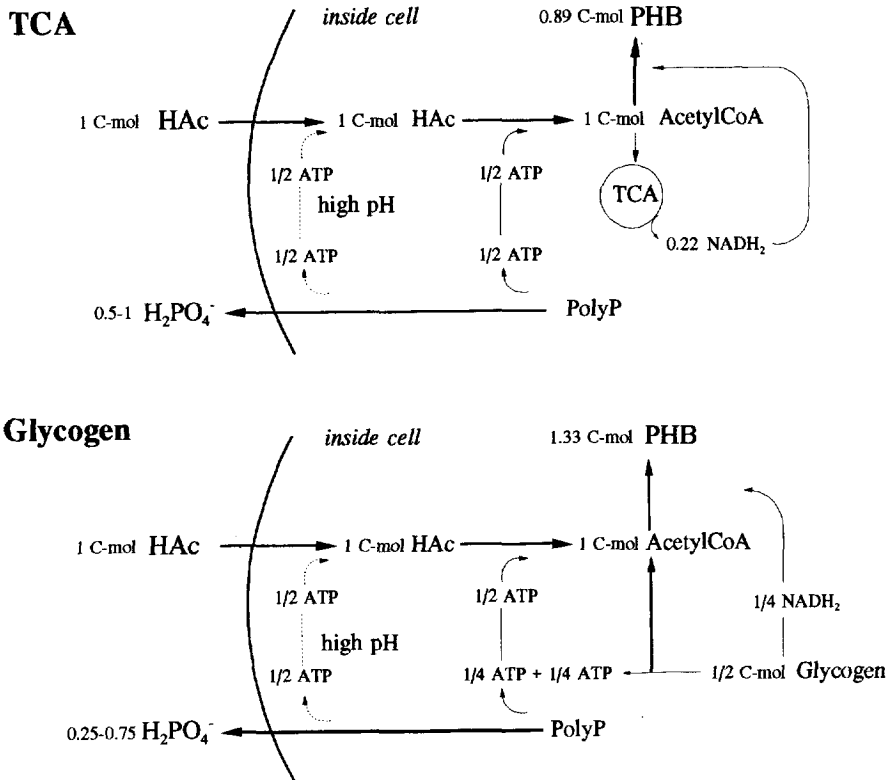 TCA
inside cell
0.89 C-mol PHB
1 C-mol HAc
1 C-mol HAc
1 C-mol AcetylCoA
1/2 ATP
1/2 ATP
TCA
high pH
1/2 ATP
1/2 ATP
0.22 NADH₂
0.5-1 H₂PO₄⁻
PolyP
Glycogen
inside cell
1.33 C-mol PHB
1 C-mol HAc
1 C-mol HAc
1 C-mol AcetylCoA
1/2 ATP
1/2 ATP
1/4 NADH₂
high pH
1/2 ATP
1/4 ATP + 1/4 ATP
1/2 C-mol Glycogen
0.25-0.75 H₂PO₄⁻
PolyP